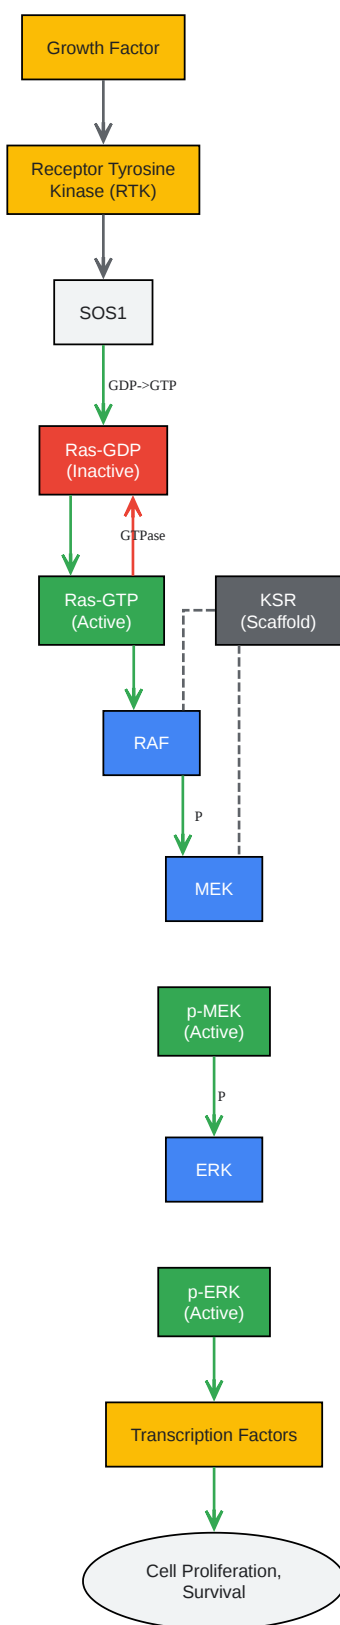 Growth Factor
Receptor Tyrosine
Kinase (RTK)
SOS1
GDP->GTP
Ras-GDP
(Inactive)
GTPase
Ras-GTP
(Active)
KSR
(Scaffold)
RAF
P
MEK
p-MEK
(Active)
P
ERK
p-ERK
(Active)
Transcription Factors
Cell Proliferation,
Survival